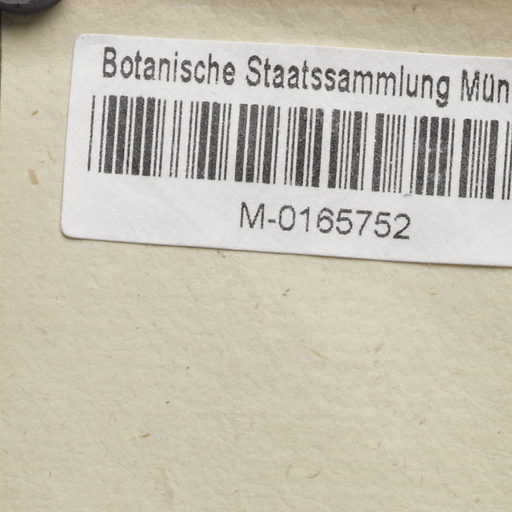 Botanische Staatssammlung Mün
M-0165752